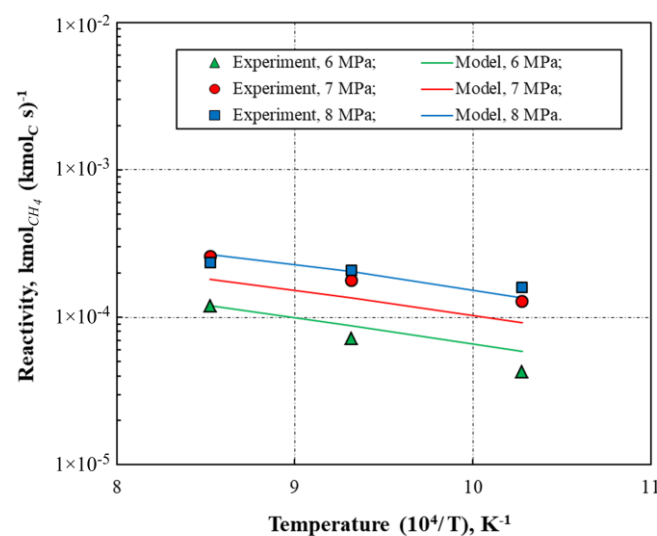 1×10⁻²
Experiment, 6 MPa; Model, 6 MPa;
Experiment, 7 MPa; Model, 7 MPa;
Experiment, 8 MPa; Model, 8 MPa.
1×10⁻³
1×10⁻⁴
1×10⁻⁵
Reactivity, kmol_CH₄ (kmol_C s)⁻¹
8 9 10 11
Temperature (10⁴/T), K⁻¹